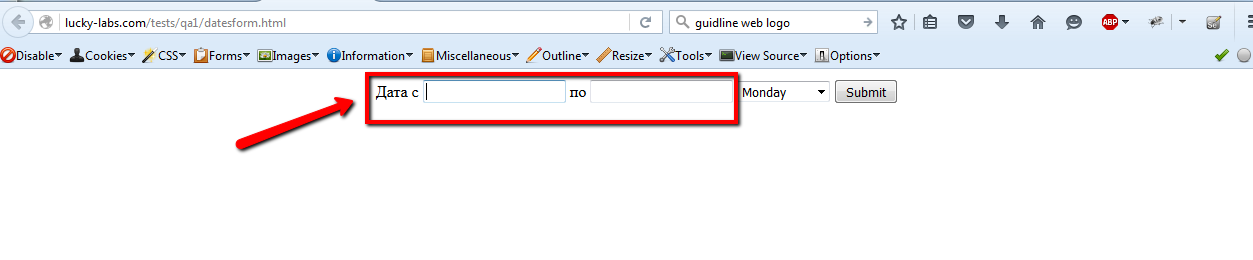 lucky-labs.com/tests/qa1/datesform.html guidline web logo ABP
Disable Cookies CSS Forms Images Information Miscellaneous Outline Resize Tools View Source Options
Дата с по Monday Submit